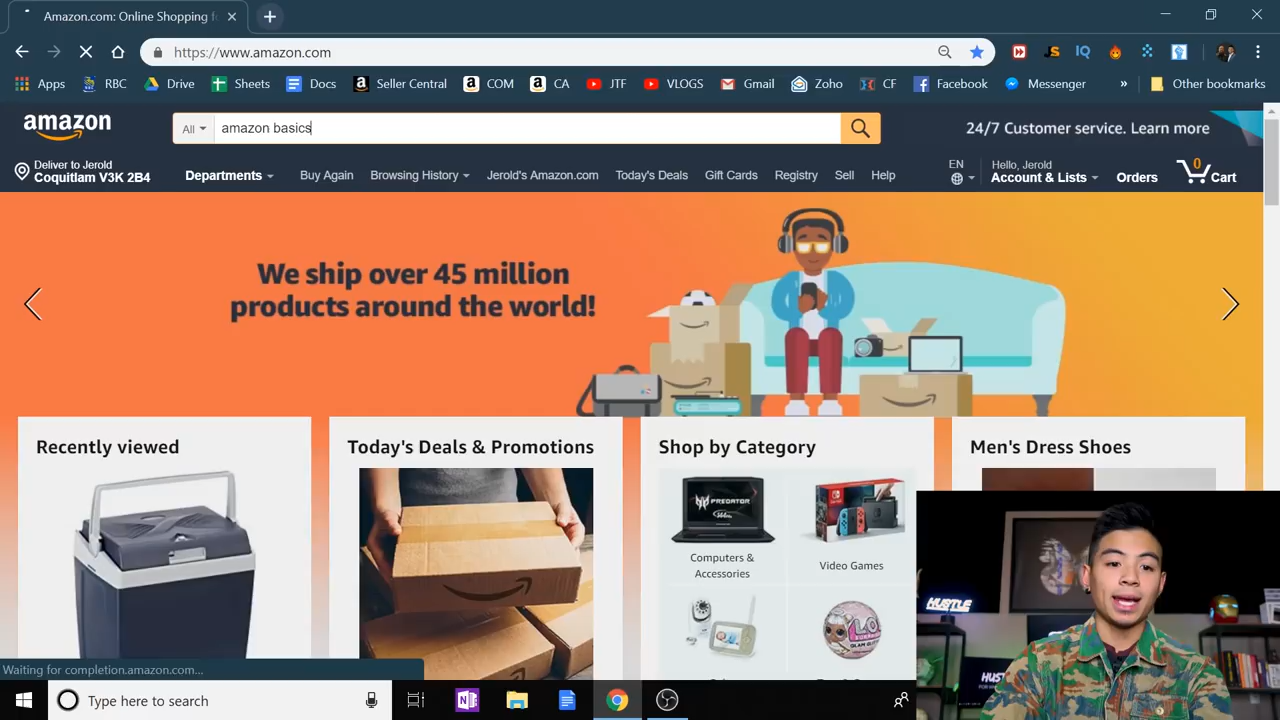 Amazon.com: Online Shopping f
https://www.amazon.com
JS
IQ
Apps
RBC
Drive
Sheets
Docs
Seller Central
COM
CA
JTF
VLOGS
Gmail
Zoho
CF
Facebook
Messenger
»
Other bookmarks
amazon
All
amazon basics
24/7 Customer service. Learn more
Deliver to Jerold
Coquitlam V3K 2B4
Departments
Buy Again
Browsing History
Jerold's Amazon.com
Today's Deals
Gift Cards
Registry
Sell
Help
EN
Hello, Jerold
Account & Lists
Orders
0
Cart
We ship over 45 million
products around the world!
Recently viewed
Today's Deals & Promotions
Shop by Category
Men's Dress Shoes
PREDATOR
Computers &
Accessories
Video Games
HUSTLE
Waiting for completion.amazon.com...
Type here to search